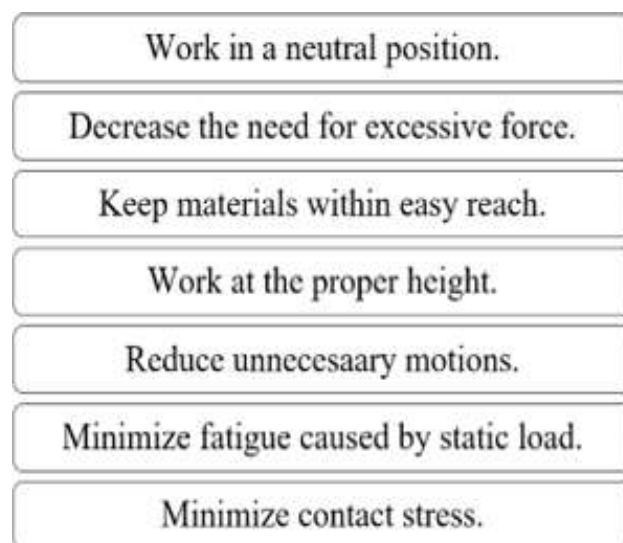 Work in a neutral position.
Decrease the need for excessive force.
Keep materials within easy reach.
Work at the proper height.
Reduce unnecesaary motions.
Minimize fatigue caused by static load.
Minimize contact stress.